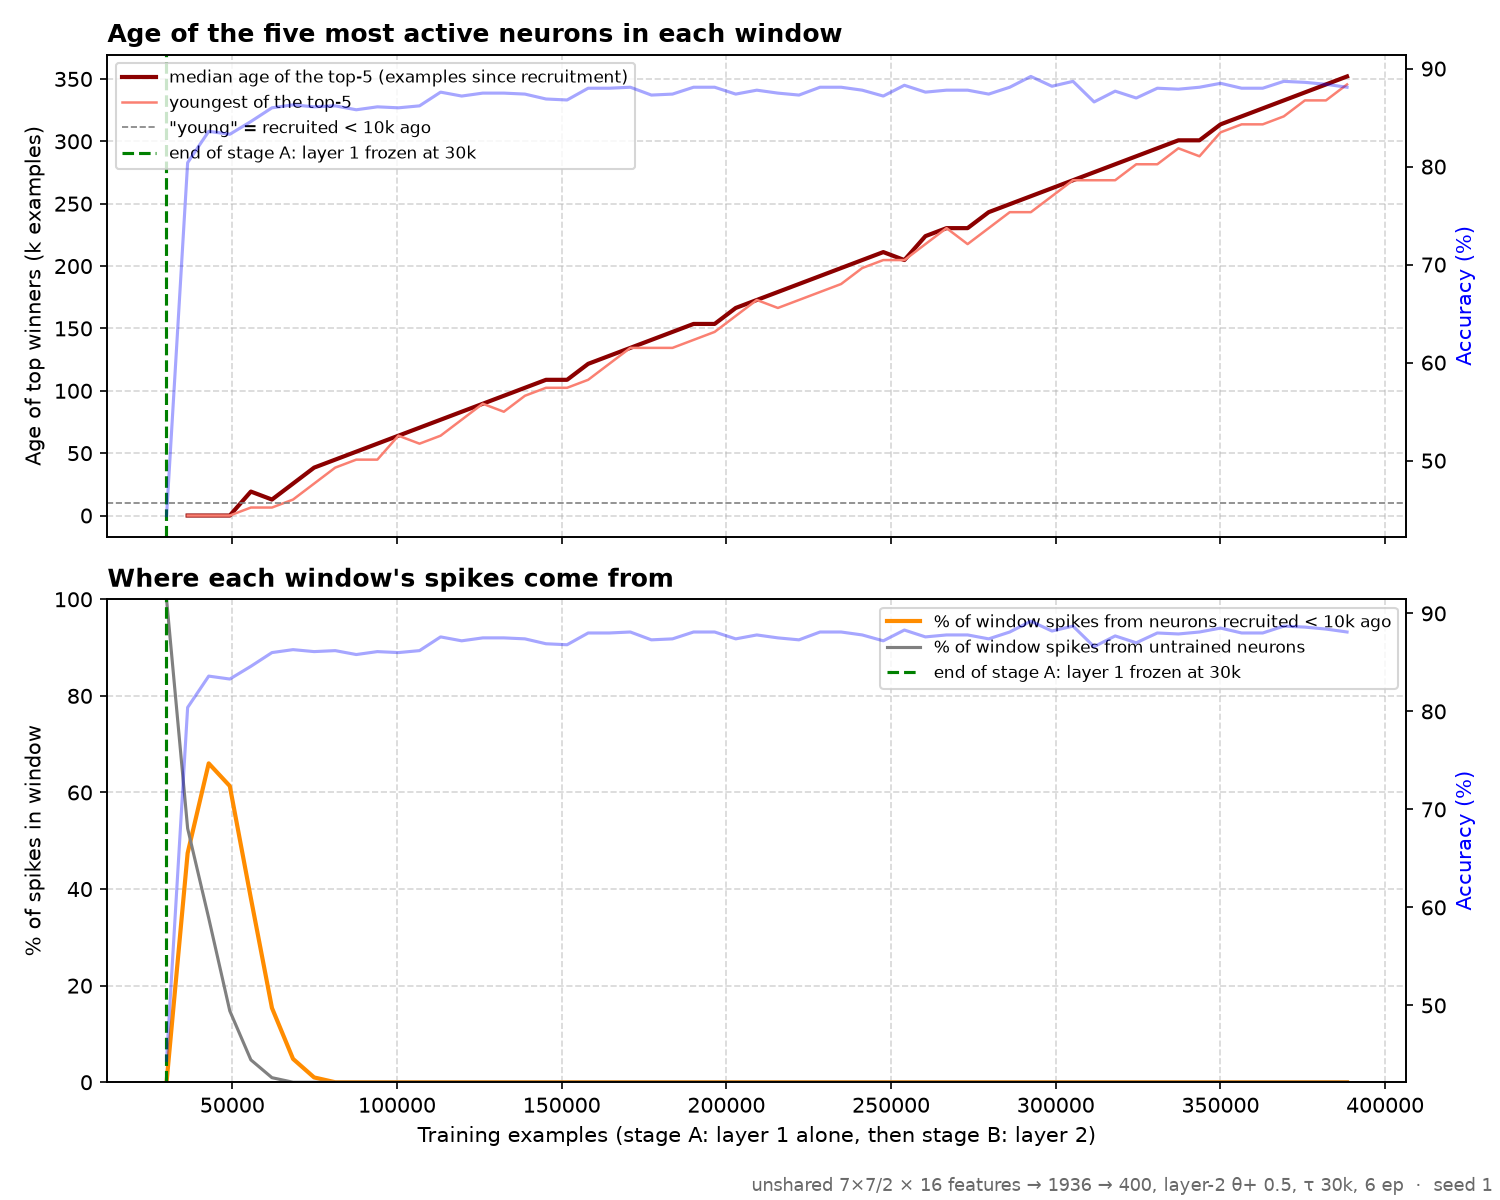 Age of the five most active neurons in each window
median age of the top-5 (examples since recruitment)
youngest of the top-5
"young" = recruited < 10k ago
end of stage A: layer 1 frozen at 30k
Age of top winners (k examples)
350
300
250
200
150
100
50
0
90
80
70
60
50
Accuracy (%)
Where each window's spikes come from
% of window spikes from neurons recruited < 10k ago
% of window spikes from untrained neurons
end of stage A: layer 1 frozen at 30k
% of spikes in window
100
80
60
40
20
0
90
80
70
60
50
Accuracy (%)
50000 100000 150000 200000 250000 300000 350000 400000
Training examples (stage A: layer 1 alone, then stage B: layer 2)
unshared 7×7/2 × 16 features → 1936 → 400, layer-2 θ+ 0.5, τ 30k, 6 ep · seed 1